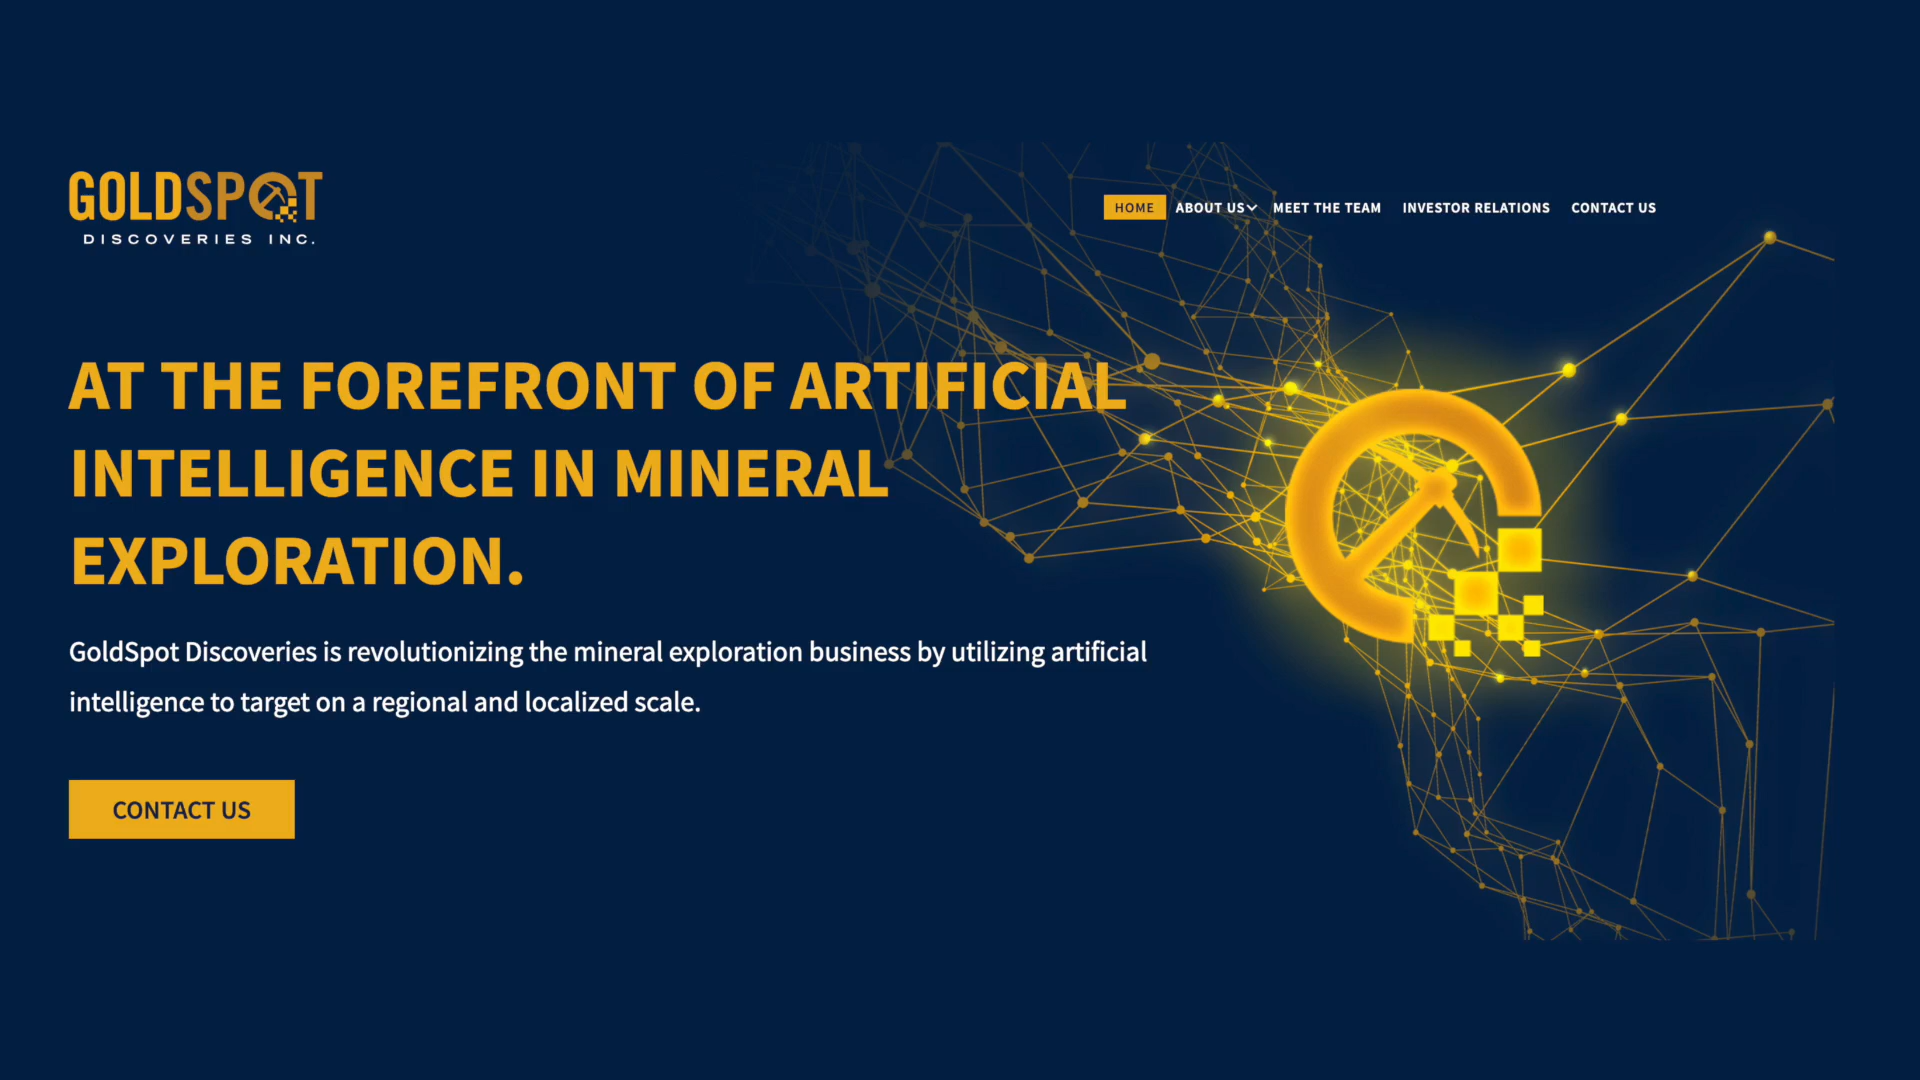 GOLDSPOT
DISCOVERIES INC.
HOME ABOUT US MEET THE TEAM INVESTOR RELATIONS CONTACT US
AT THE FOREFRONT OF ARTIFICIAL
INTELLIGENCE IN MINERAL
EXPLORATION.
GoldSpot Discoveries is revolutionizing the mineral exploration business by utilizing artificial
intelligence to target on a regional and localized scale.
CONTACT US